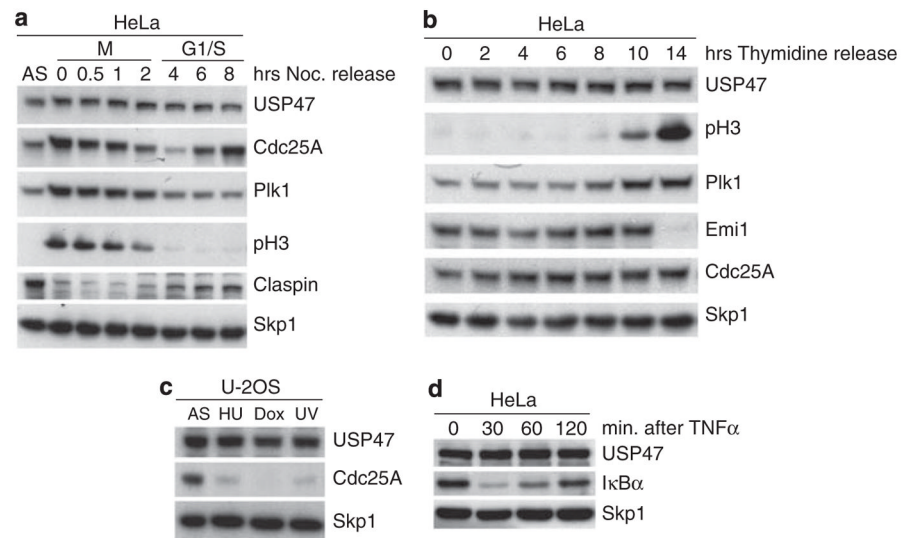 a
HeLa
M G1/S
AS 0 0.5 1 2 4 6 8 hrs Noc. release
USP47
Cdc25A
Plk1
pH3
Claspin
Skp1
b
HeLa
0 2 4 6 8 10 14 hrs Thymidine release
USP47
pH3
Plk1
Emi1
Cdc25A
Skp1
c
U-2OS
AS HU Dox UV
USP47
Cdc25A
Skp1
d
HeLa
0 30 60 120 min. after TNFα
USP47
IκBα
Skp1